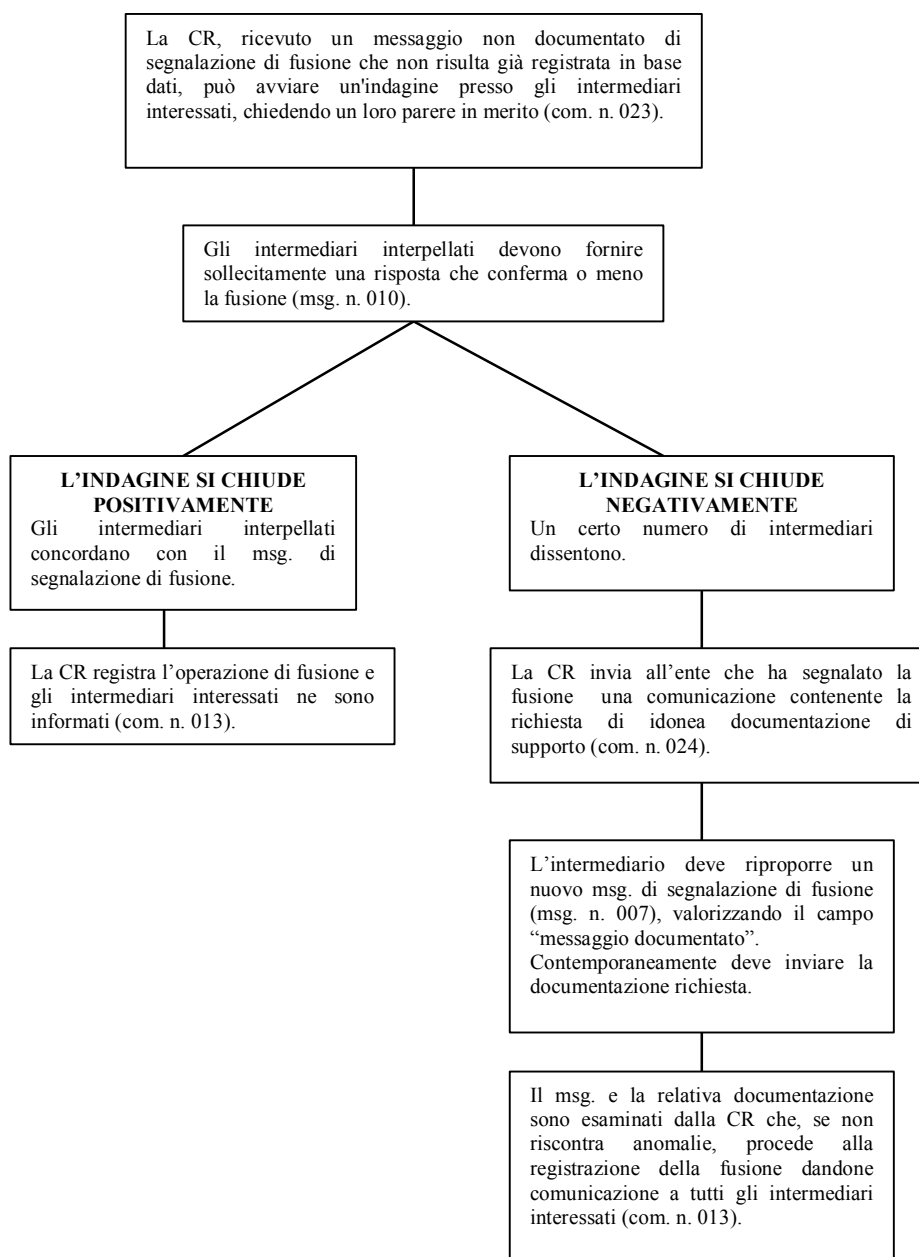 La CR, ricevuto un messaggio non documentato di
segnalazione di fusione che non risulta già registrata in base
dati, può avviare un'indagine presso gli intermediari
interessati, chiedendo un loro parere in merito (com. n. 023).
Gli intermediari interpellati devono fornire
sollecitamente una risposta che conferma o meno
la fusione (msg. n. 010).
L’INDAGINE SI CHIUDE
POSITIVAMENTE
Gli intermediari interpellati
concordano con il msg. di
segnalazione di fusione.
La CR registra l’operazione di fusione e
gli intermediari interessati ne sono
informati (com. n. 013).
L’INDAGINE SI CHIUDE
NEGATIVAMENTE
Un certo numero di intermediari
dissentono.
La CR invia all’ente che ha segnalato la
fusione una comunicazione contenente la
richiesta di idonea documentazione di
supporto (com. n. 024).
L’intermediario deve riproporre un
nuovo msg. di segnalazione di fusione
(msg. n. 007), valorizzando il campo
“messaggio documentato”.
Contemporaneamente deve inviare la
documentazione richiesta.
Il msg. e la relativa documentazione
sono esaminati dalla CR che, se non
riscontra anomalie, procede alla
registrazione della fusione dandone
comunicazione a tutti gli intermediari
interessati (com. n. 013).